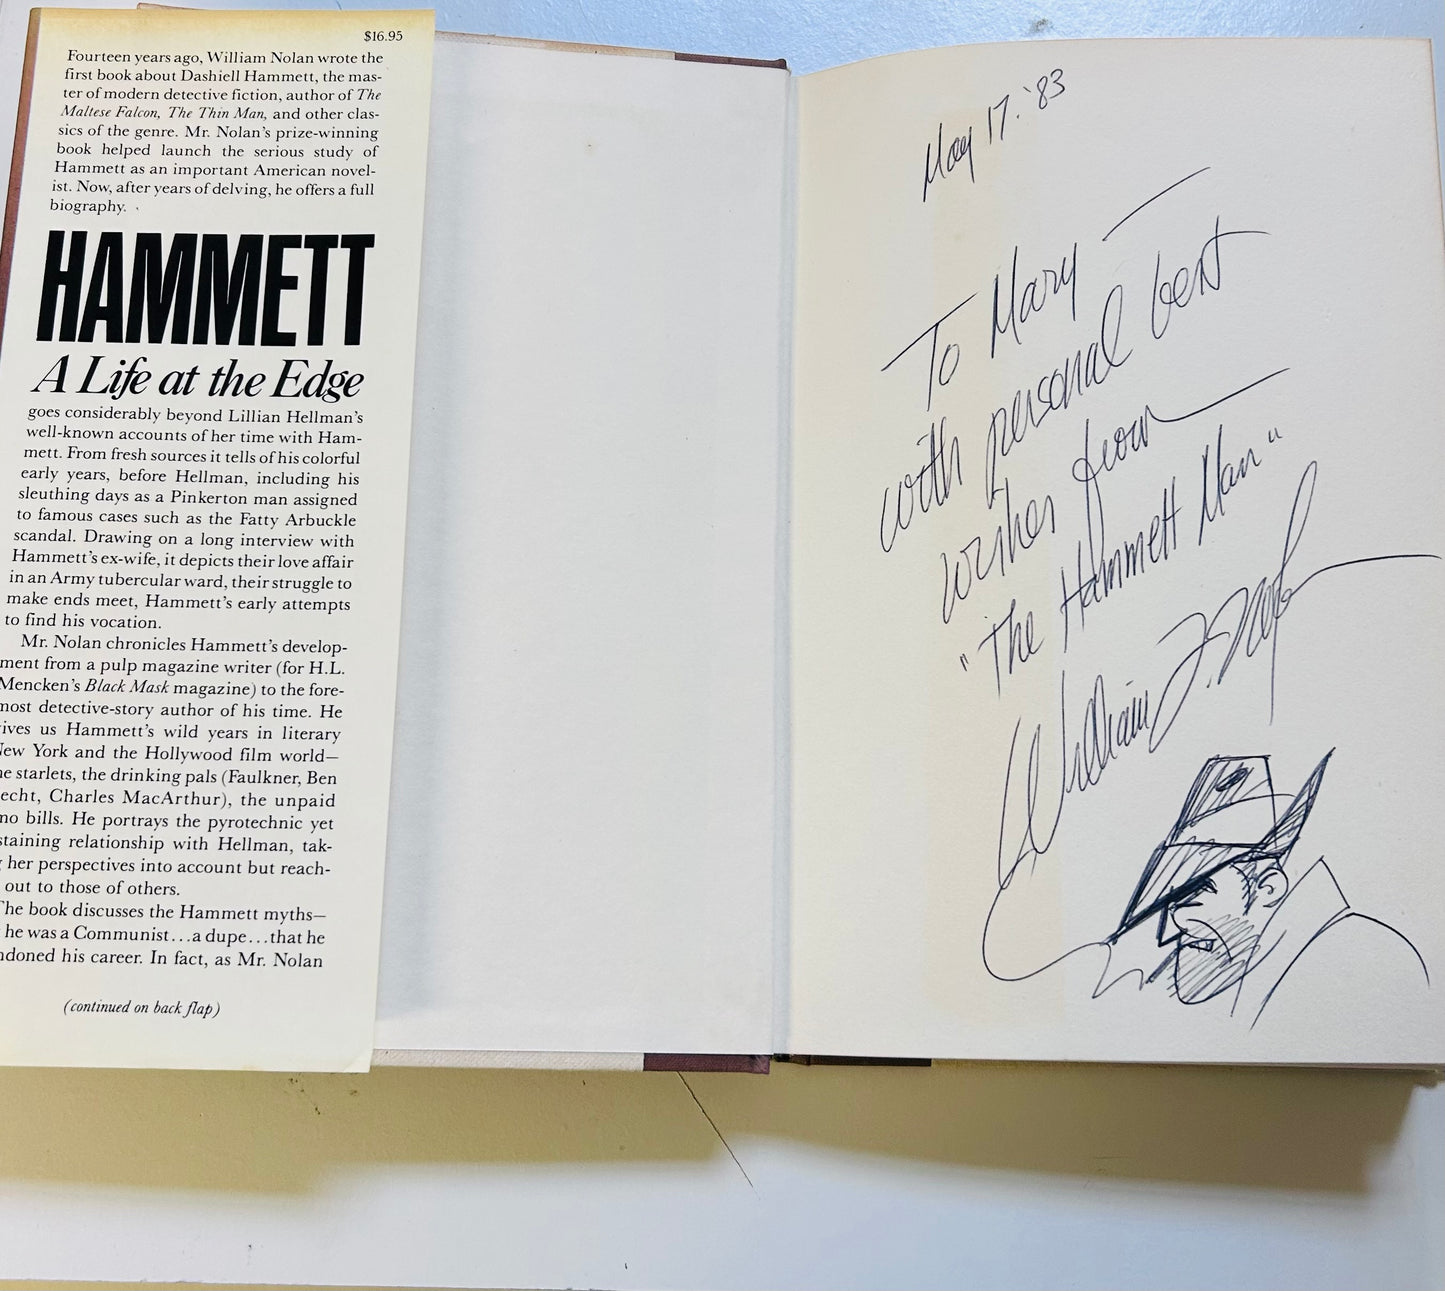 $16.95
Fourteen years ago, William Nolan wrote the
first book about Dashiell Hammett, the mas-
ter of modern detective fiction, author of The
Maltese Falcon, The Thin Man, and other clas-
sics of the genre. Mr. Nolan's prize-winning
book helped launch the serious study of
Hammett as an important American novel-
ist. Now, after years of delving, he offers a full
biography.
HAMMETT
A Life at the Edge
goes considerably beyond Lillian Hellman's
well-known accounts of her time with Ham-
mett. From fresh sources it tells of his colorful
early years, before Hellman, including his
sleuthing days as a Pinkerton man assigned
to famous cases such as the Fatty Arbuckle
scandal. Drawing on a long interview with
Hammett's ex-wife, it depicts their love affair
in an Army tubercular ward, their struggle to
make ends meet, Hammett's early attempts
to find his vocation.
Mr. Nolan chronicles Hammett's develop-
ment from a pulp magazine writer (for H.L.
Mencken's Black Mask magazine) to the fore-
most detective-story author of his time. He
ives us Hammett's wild years in literary
New York and the Hollywood film world—
he starlets, the drinking pals (Faulkner, Ben
echt, Charles MacArthur), the unpaid
no bills. He portrays the pyrotechnic yet
staining relationship with Hellman, tak-
her perspectives into account but reach-
out to those of others.
The book discusses the Hammett myths—
he was a Communist...a dupe...that he
ndoned his career. In fact, as Mr. Nolan
(continued on back flap)
May 17. '83
To Mary —
with personal best
wishes from
"The Hammett Man"
William F. Nolan